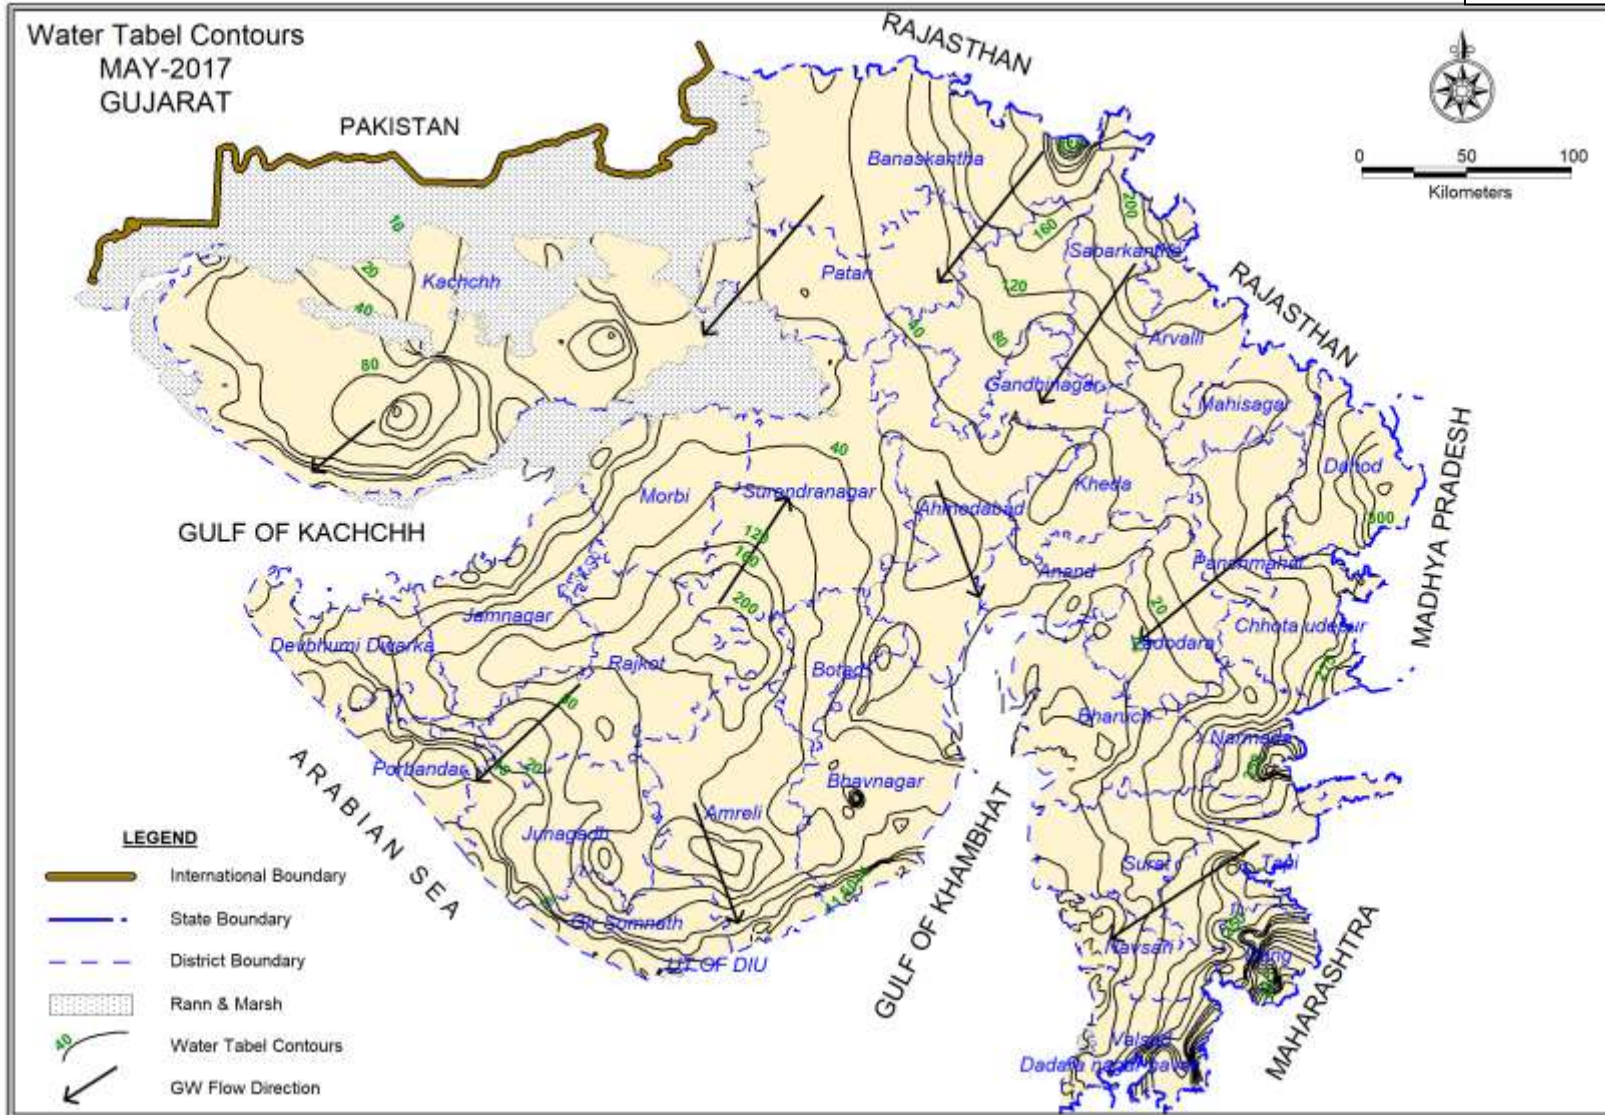 Water Tabel Contours
MAY-2017
GUJARAT
RAJASTHAN
PAKISTAN
0 50 100
Kilometers
Banaskantha
200
160
10
Sabarkantha
20
Kachchh
Patan
120
RAJASTHAN
40
40
80
Arvalli
80
Gandhinagar
Mahisagar
40
Dahod
Morbi
Surendranagar
Kheda
Ahmedabad
300
MADHYA PRADESH
GULF OF KACHCHH
120
160
Anand
Panchmahal
200
20
Jamnagar
Chhota udepur
Devbhumi Dwarka
Vadodara
Rajkot
Botad
Bharuch
Narmada
ARABIAN SEA
Porbandar
20
Bhavnagar
Amreli
Junagadh
GULF OF KHAMBHAT
Surat
Tapi
Gir Somnath
Navsari
Dang
UT OF DIU
MAHARASHTRA
Valsad
LEGEND
International Boundary
State Boundary
District Boundary
Rann & Marsh
40
Water Tabel Contours
GW Flow Direction